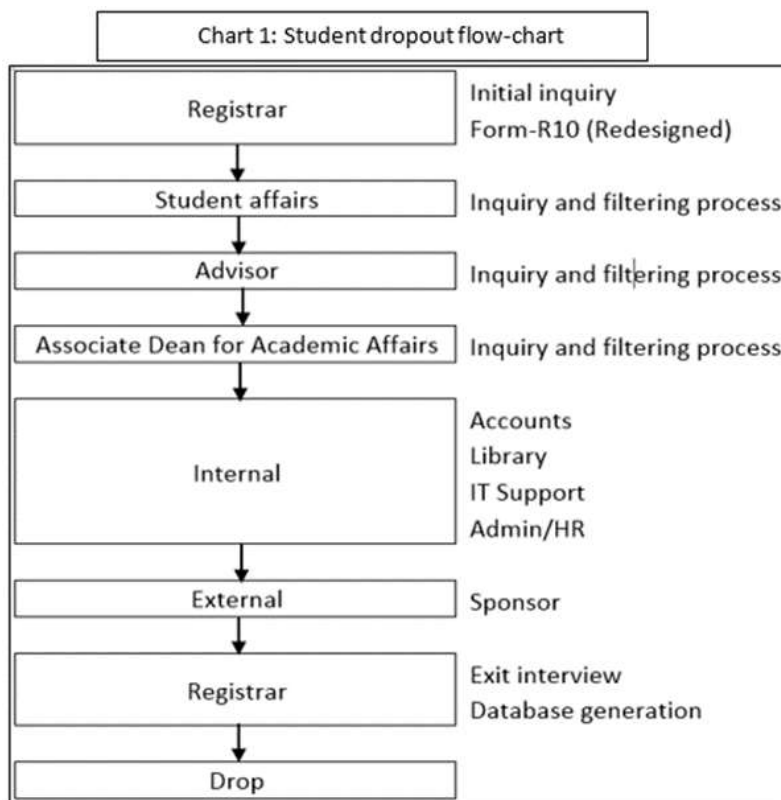 Chart 1: Student dropout flow-chart
Registrar
Initial inquiry
Form-R10 (Redesigned)
Student affairs
Inquiry and filtering process
Advisor
Inquiry and filtering process
Associate Dean for Academic Affairs
Inquiry and filtering process
Internal
Accounts
Library
IT Support
Admin/HR
External
Sponsor
Registrar
Exit interview
Database generation
Drop